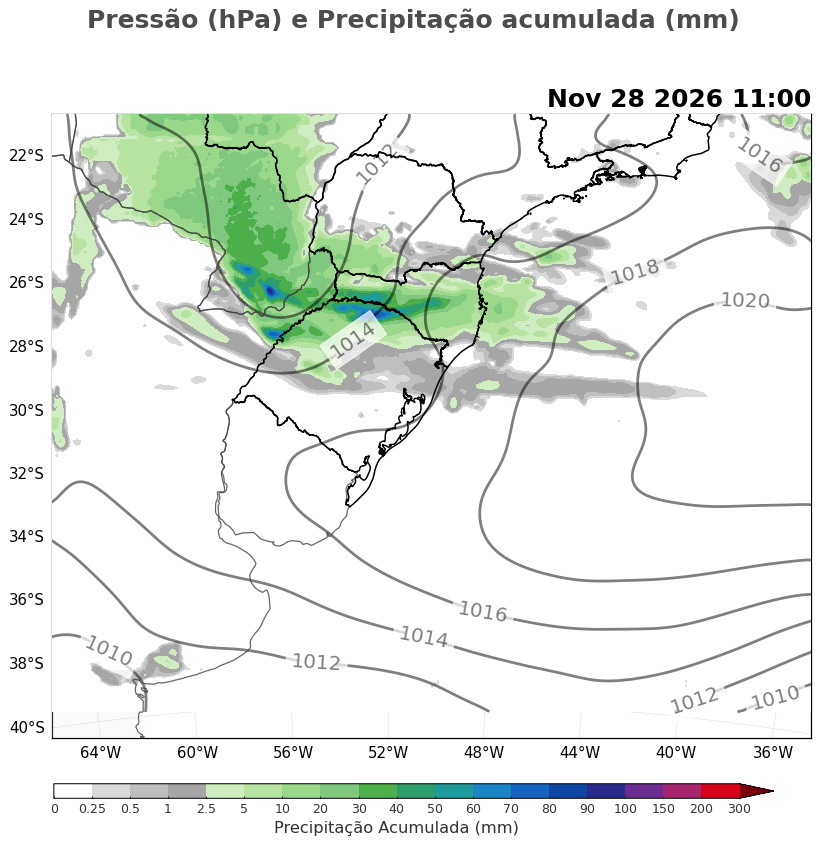 Pressão (hPa) e Precipitação acumulada (mm)
Nov 28 2026 11:00
22°S
24°S
26°S
28°S
30°S
32°S
34°S
36°S
38°S
40°S
1012
1016
1018
1020
1014
1016
1014
1010
1012
1012
1010
64°W 60°W 56°W 52°W 48°W 44°W 40°W 36°W
0 0.25 0.5 1 2.5 5 10 20 30 40 50 60 70 80 90 100 150 200 300
Precipitação Acumulada (mm)